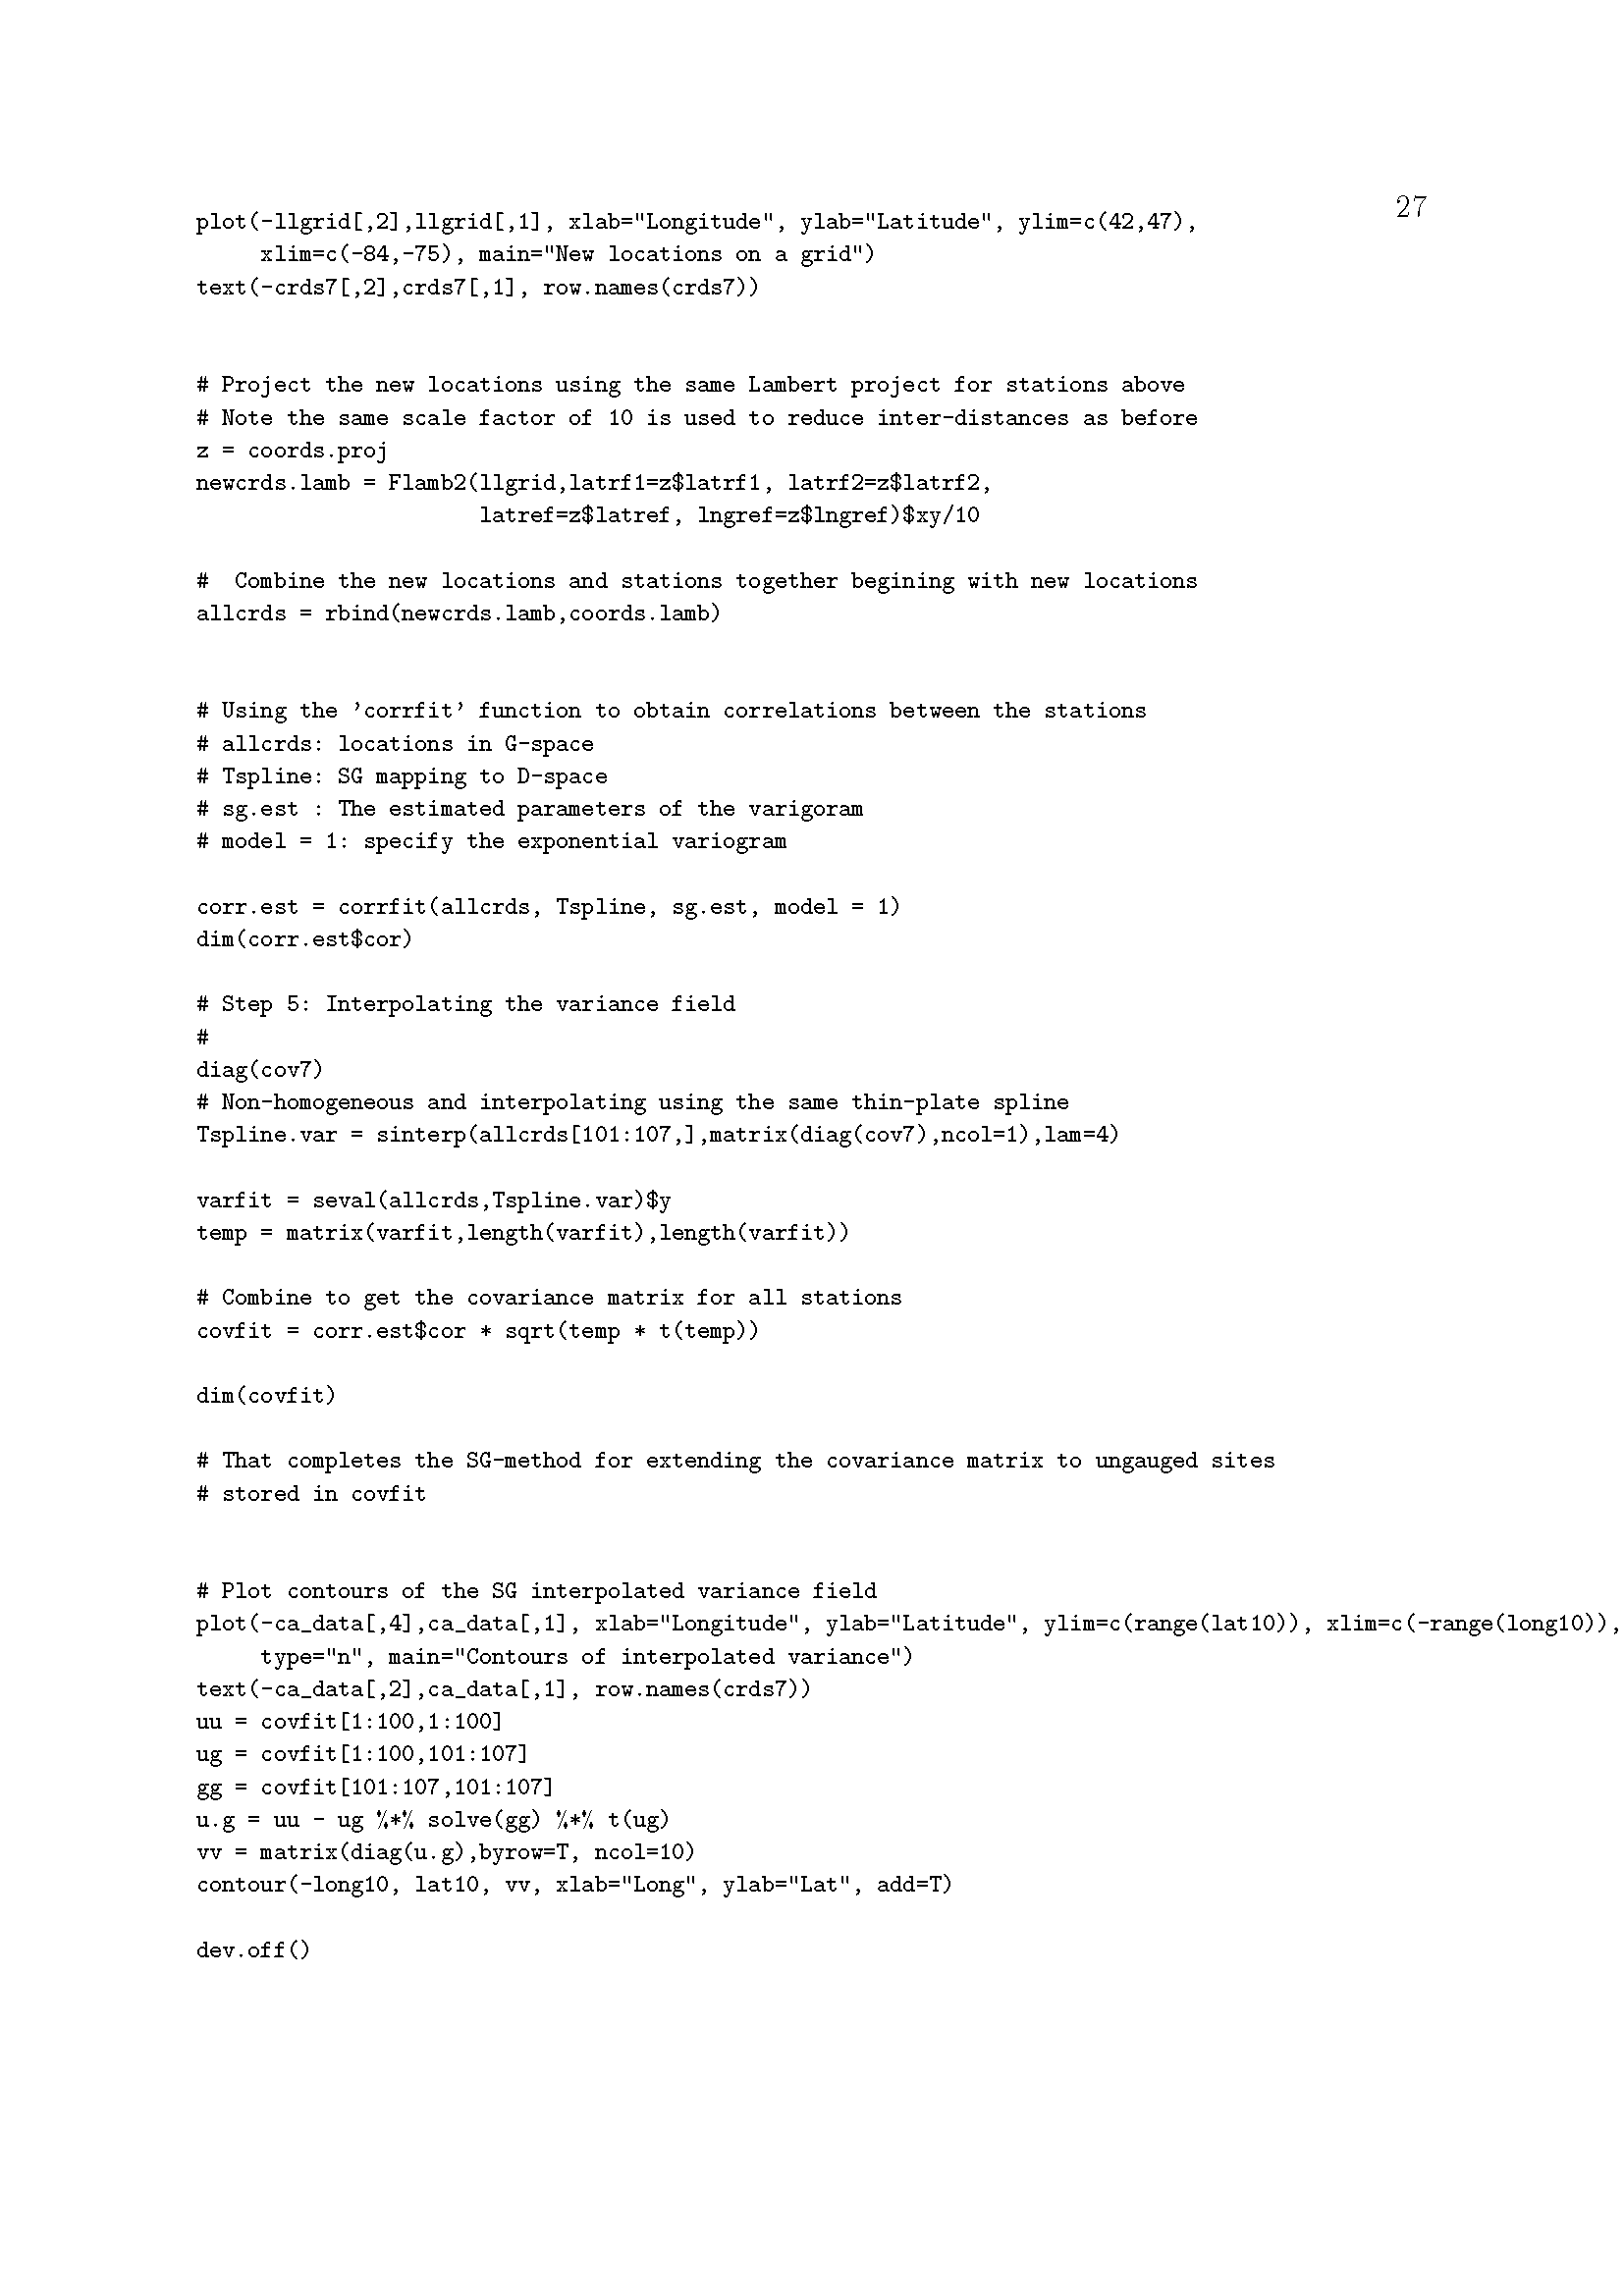 27
plot(-llgrid[,2],llgrid[,1], xlab="Longitude", ylab="Latitude", ylim=c(42,47),
     xlim=c(-84,-75), main="New locations on a grid")
text(-crds7[,2],crds7[,1], row.names(crds7))
# Project the new locations using the same Lambert project for stations above
# Note the same scale factor of 10 is used to reduce inter-distances as before
z = coords.proj
newcrds.lamb = Flamb2(llgrid,latrf1=z$latrf1, latrf2=z$latrf2,
                      latref=z$latref, lngref=z$lngref)$xy/10
#  Combine the new locations and stations together begining with new locations
allcrds = rbind(newcrds.lamb,coords.lamb)
# Using the ’corrfit’ function to obtain correlations between the stations
# allcrds: locations in G-space
# Tspline: SG mapping to D-space
# sg.est : The estimated parameters of the varigoram
# model = 1: specify the exponential variogram
corr.est = corrfit(allcrds, Tspline, sg.est, model = 1)
dim(corr.est$cor)
# Step 5: Interpolating the variance field
#
diag(cov7)
# Non-homogeneous and interpolating using the same thin-plate spline
Tspline.var = sinterp(allcrds[101:107,],matrix(diag(cov7),ncol=1),lam=4)
varfit = seval(allcrds,Tspline.var)$y
temp = matrix(varfit,length(varfit),length(varfit))
# Combine to get the covariance matrix for all stations
covfit = corr.est$cor * sqrt(temp * t(temp))
dim(covfit)
# That completes the SG-method for extending the covariance matrix to ungauged sites
# stored in covfit
# Plot contours of the SG interpolated variance field
plot(-ca_data[,4],ca_data[,1], xlab="Longitude", ylab="Latitude", ylim=c(range(lat10)), xlim=c(-range(long10)),
     type="n", main="Contours of interpolated variance")
text(-ca_data[,2],ca_data[,1], row.names(crds7))
uu = covfit[1:100,1:100]
ug = covfit[1:100,101:107]
gg = covfit[101:107,101:107]
u.g = uu - ug %*% solve(gg) %*% t(ug)
vv = matrix(diag(u.g),byrow=T, ncol=10)
contour(-long10, lat10, vv, xlab="Long", ylab="Lat", add=T)
dev.off()